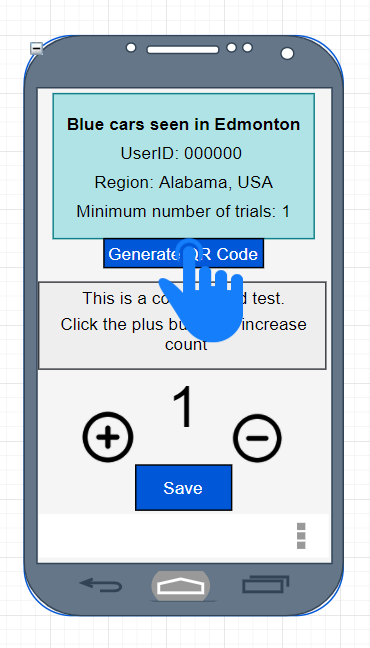 Blue cars seen in Edmonton
UserID: 000000
Region: Alabama, USA
Minimum number of trials: 1
Generate QR Code
This is a co d test.
Click the plus bu increase
count
1
Save